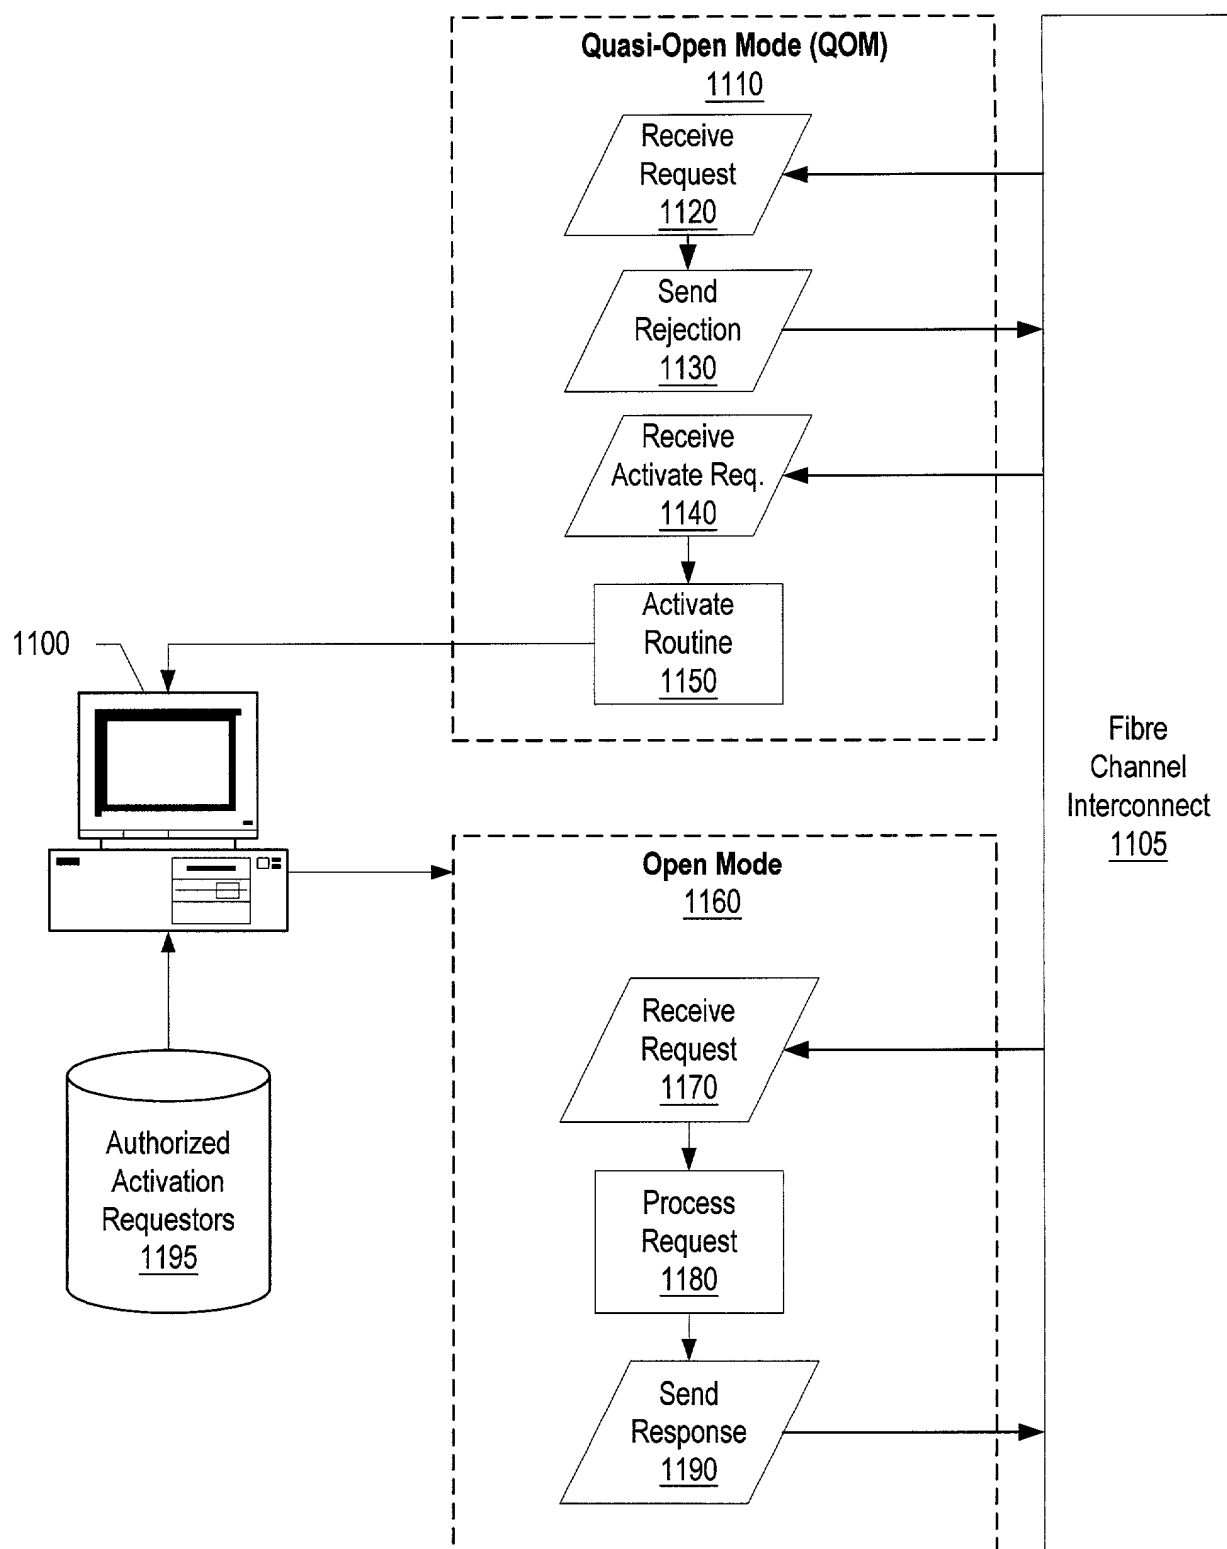 Quasi-Open Mode (QOM)
1110
Receive
Request
1120
Send
Rejection
1130
Receive
Activate Req.
1140
Activate
Routine
1150
1100
Fibre
Channel
Interconnect
1105
Open Mode
1160
Receive
Request
1170
Authorized
Activation
Requestors
1195
Process
Request
1180
Send
Response
1190